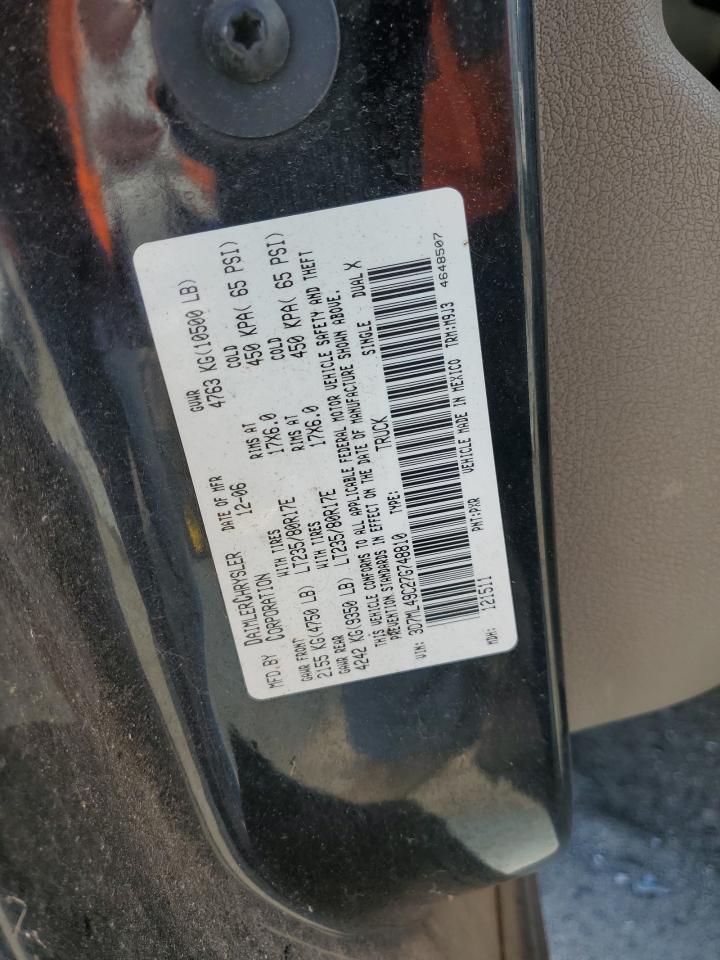 MFD.BY DAIMLERCHRYSLER CORPORATION DATE OF MFR 12-06 GVWR 4763 KG(10500 LB)
GAWR FRONT WITH TIRES RIMS AT COLD
2155 KG(4750 LB) LT235/80R17E 17X6.0 450 KPA( 65 PSI)
GAWR REAR WITH TIRES RIMS AT COLD
4242 KG(9350 LB) LT235/80R17E 17X6.0 450 KPA( 65 PSI)
THIS VEHICLE CONFORMS TO ALL APPLICABLE FEDERAL MOTOR VEHICLE SAFETY AND THEFT
PREVENTION STANDARDS IN EFFECT ON THE DATE OF MANUFACTURE SHOWN ABOVE.
VIN: 3D7ML48C27G748810 TYPE: TRUCK SINGLE DUAL X
MDH: 121511 PNT:PXR VEHICLE MADE IN MEXICO TRM:M9J3 4648507